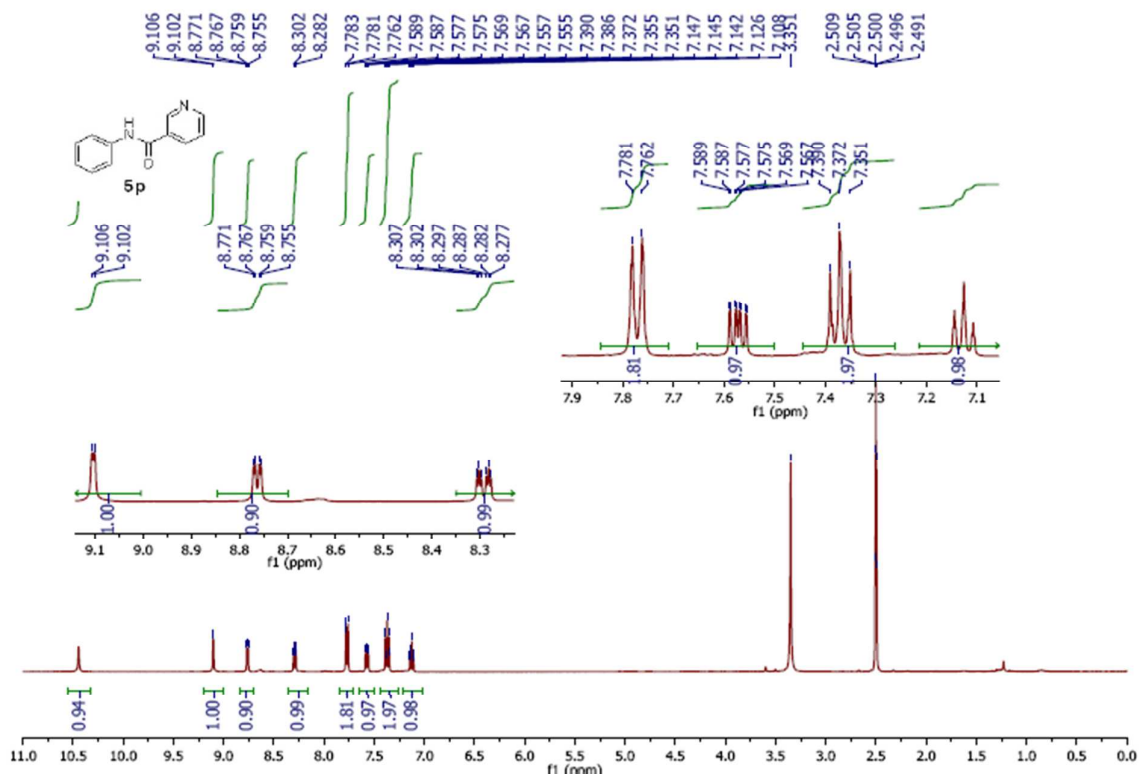 9.106 9.102 8.771 8.767 8.759 8.755 8.302 8.282 7.783 7.781 7.762 7.589 7.587 7.577 7.575 7.569 7.567 7.557 7.555 7.390 7.386 7.372 7.355 7.351 7.147 7.145 7.142 7.126 7.108 3.351 2.509 2.505 2.500 2.496 2.491
N
H
N
O
5p
7.781 7.762 7.589 7.587 7.577 7.575 7.569 7.567 7.390 7.372 7.351
9.106 9.102 8.771 8.767 8.759 8.755 8.307 8.302 8.297 8.287 8.282 8.277
1.81 0.97 1.97 0.98
7.9 7.8 7.7 7.6 7.5 7.4 7.3 7.2 7.1
f1 (ppm)
1.00 0.90 0.99
9.1 9.0 8.9 8.8 8.7 8.6 8.5 8.4 8.3
f1 (ppm)
0.94 1.00 0.90 0.99 1.81 0.97 1.97 0.98
11.0 10.5 10.0 9.5 9.0 8.5 8.0 7.5 7.0 6.5 6.0 5.5 5.0 4.5 4.0 3.5 3.0 2.5 2.0 1.5 1.0 0.5 0.0
f1 (ppm)